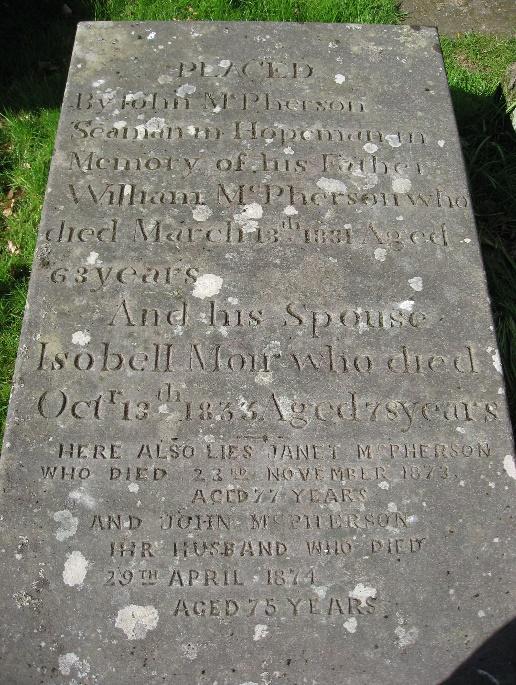 PLACED
By John McPherson
Seaman in Hopeman in
Memory of his Father
William McPherson who
died March 13th 1831 Aged
63 years
And his Spouse
Isobell Moir who died
Octr 13th 1833 Aged 78 years
HERE ALSO LIES JANET McPHERSON
WHO DIED 23RD NOVEMBER 1873,
AGED 77 YEARS
AND JOHN McPHERSON
HER HUSBAND WHO DIED
29TH APRIL 1874
AGED 75 YEARS